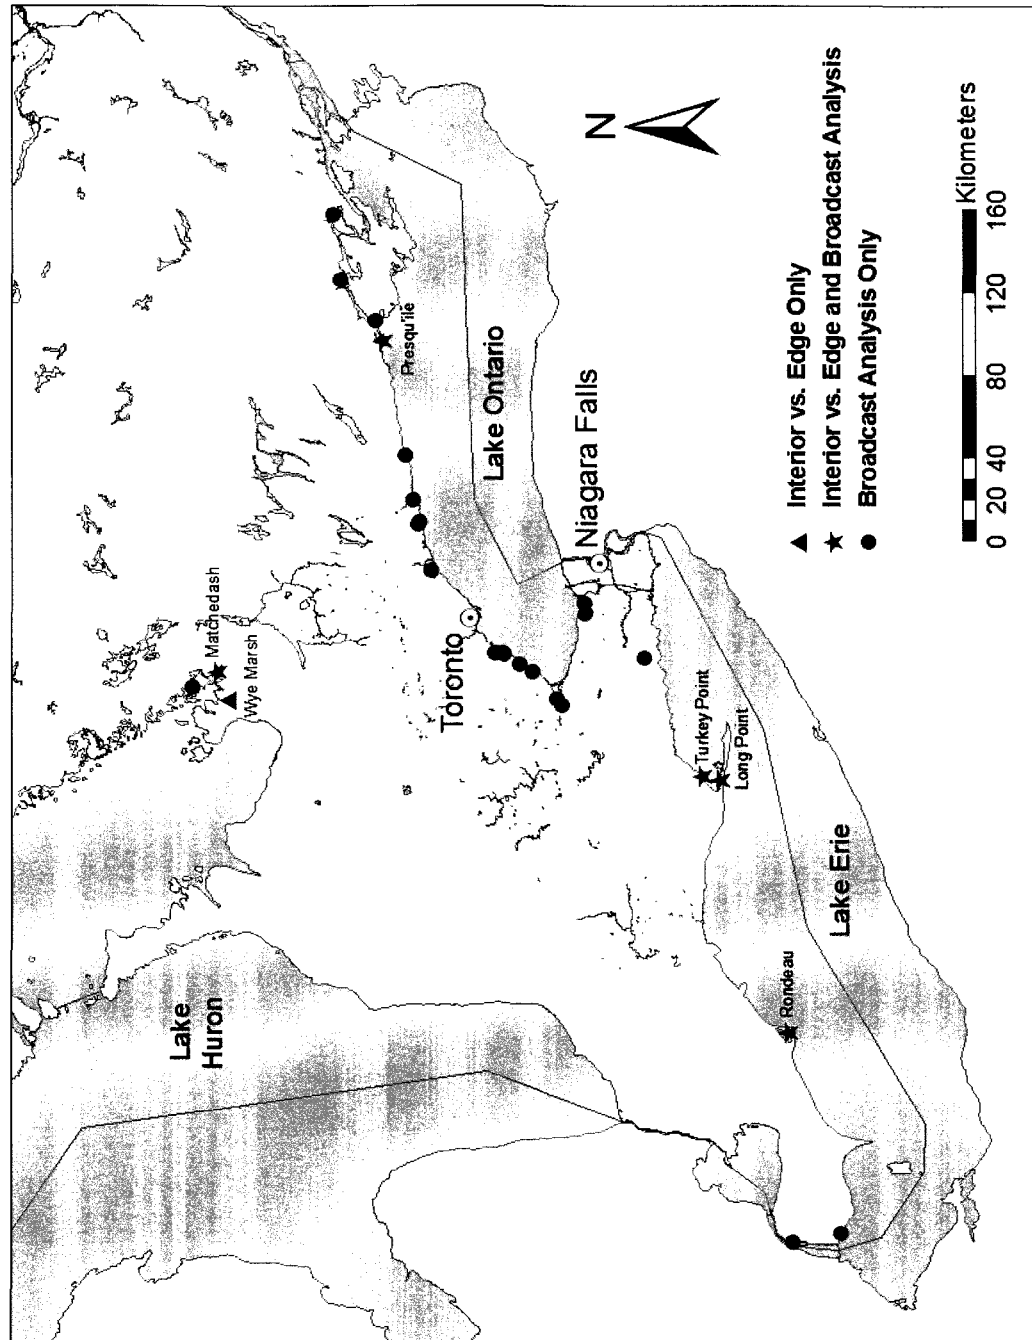 Lake
Huron
Matchedash
Wye Marsh
Toronto
Presqu'ile
Lake Ontario
Niagara Falls
Turkey Point
Long Point
Rondeau
Lake Erie
N
Interior vs. Edge Only
Interior vs. Edge and Broadcast Analysis
Broadcast Analysis Only
Kilometers
0 20 40 80 120 160